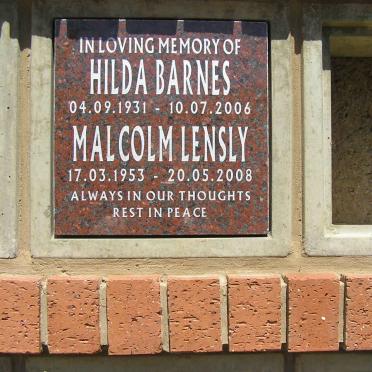 IN LOVING MEMORY OF
HILDA BARNES
04.09.1931 - 10.07.2006
MALCOLM LENSLY
17.03.1953 - 20.05.2008
ALWAYS IN OUR THOUGHTS
REST IN PEACE